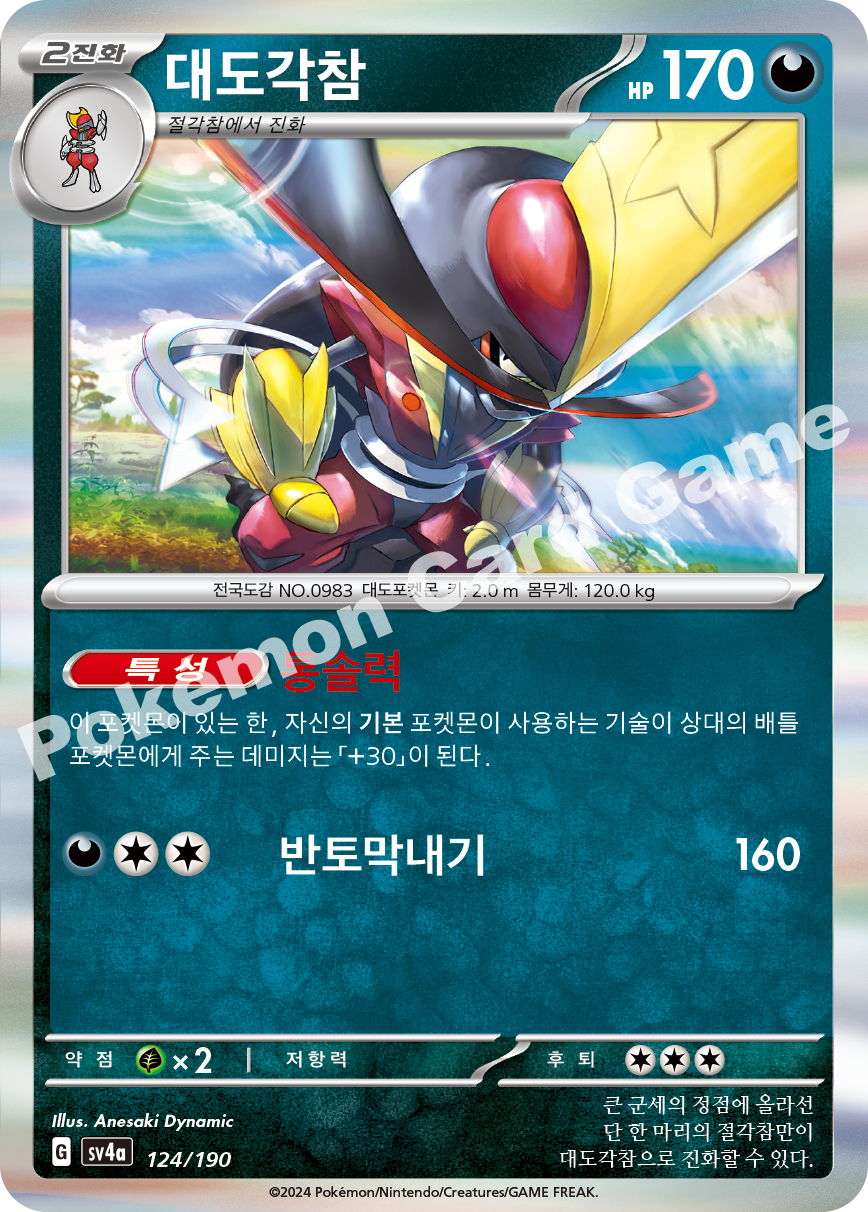 2진화
대도각참
HP 170
절각참에서 진화
전국도감 NO.0983 대도포켓몬 키: 2.0 m 몸무게: 120.0 kg
특성 통솔력
이 포켓몬이 있는 한, 자신의 기본 포켓몬이 사용하는 기술이 상대의 배틀
포켓몬에게 주는 데미지는 「+30」이 된다.
반토막내기 160
약점 ×2 | 저항력 후퇴
Illus. Anesaki Dynamic
G sv4a 124/190
큰 군세의 정점에 올라선
단 한 마리의 절각참만이
대도각참으로 진화할 수 있다.
©2024 Pokémon/Nintendo/Creatures/GAME FREAK.
Pokémon Card Game